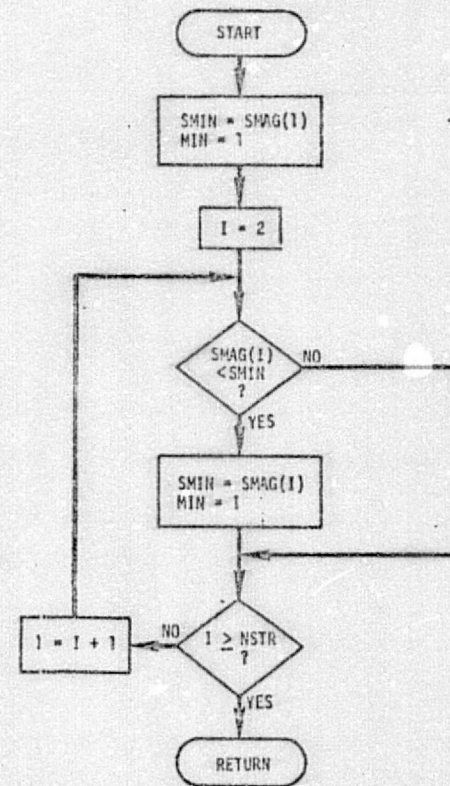 START
SMIN = SMAG(1)
MIN = 1
I = 2
SMAG(I)
<SMIN
?
NO
YES
SMIN = SMAG(I)
MIN = I
I ≥ NSTR
?
NO
I = I + 1
YES
RETURN